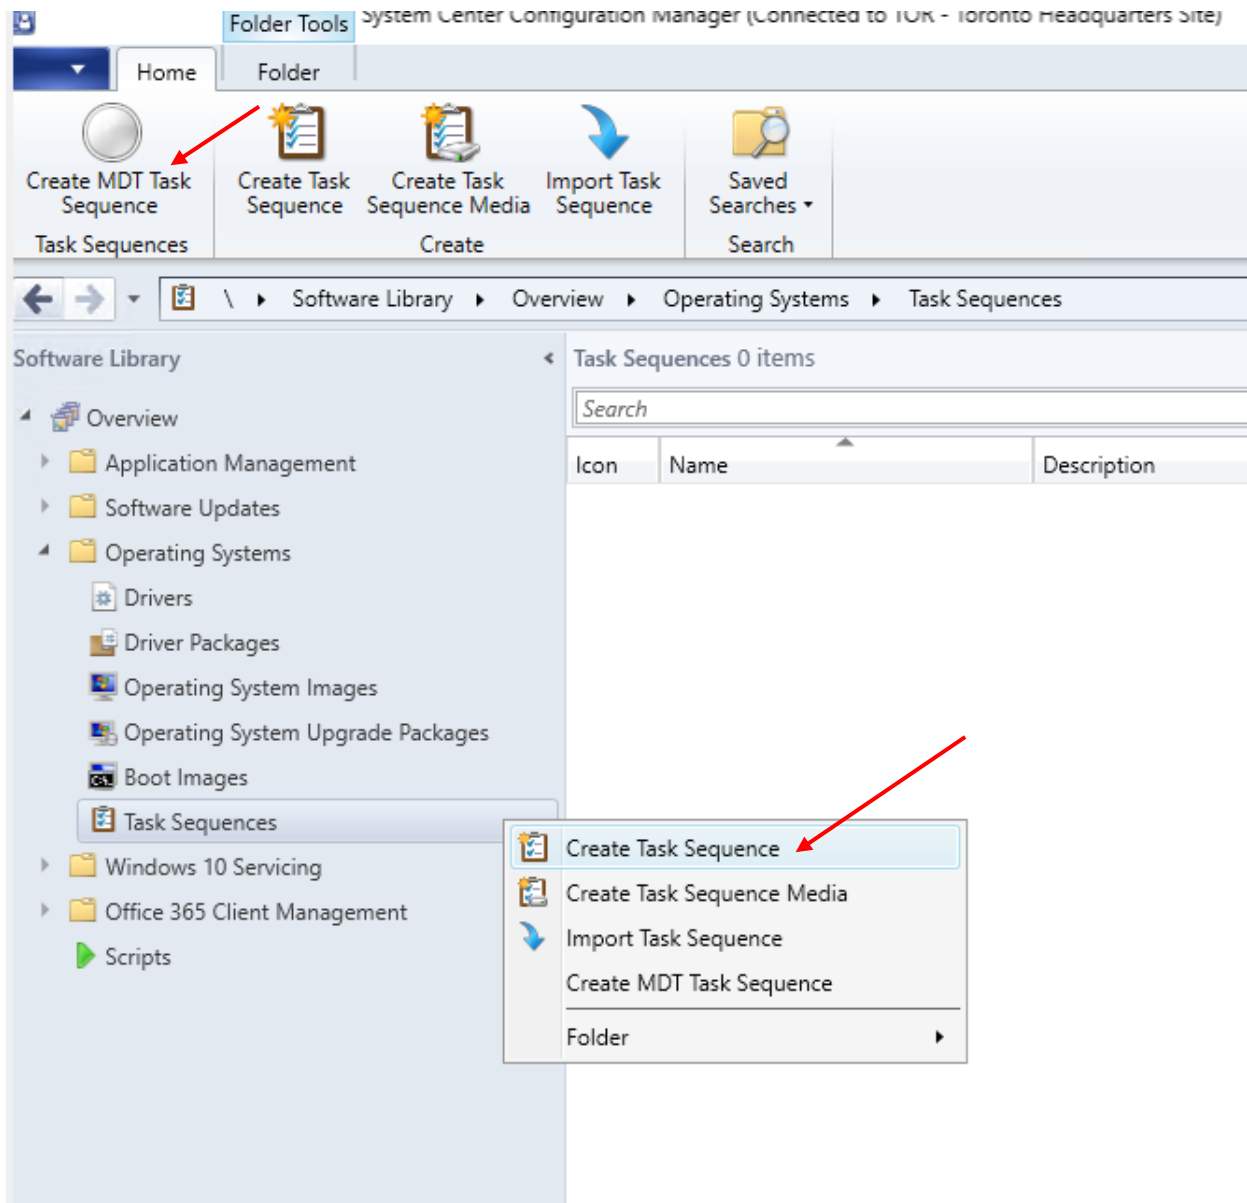 Folder Tools
System Center Configuration Manager (Connected to TOR - Toronto Headquarters Site)
Home
Folder
Create MDT Task
Sequence
Create Task
Sequence
Create Task
Sequence Media
Import Task
Sequence
Saved
Searches
Task Sequences
Create
Search
\ Software Library Overview Operating Systems Task Sequences
Software Library
Task Sequences 0 items
Search
Overview
Icon
Name
Description
Application Management
Software Updates
Operating Systems
Drivers
Driver Packages
Operating System Images
Operating System Upgrade Packages
Boot Images
Task Sequences
Windows 10 Servicing
Office 365 Client Management
Scripts
Create Task Sequence
Create Task Sequence Media
Import Task Sequence
Create MDT Task Sequence
Folder